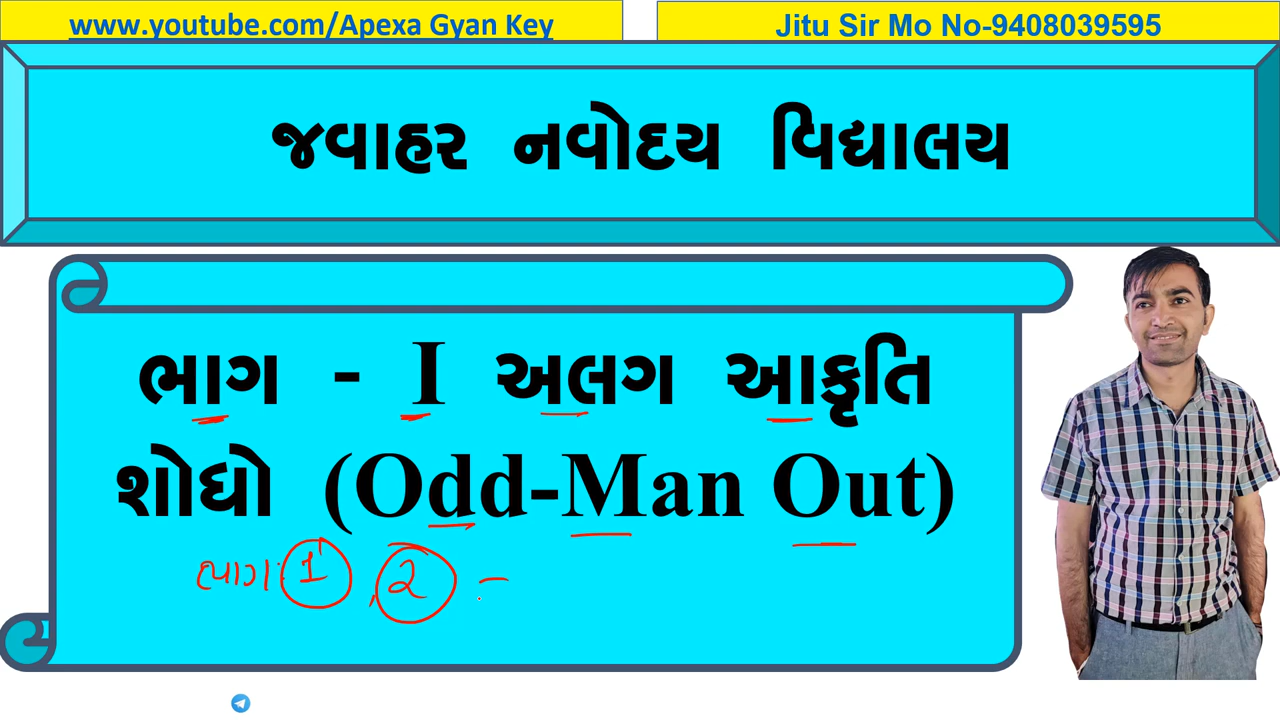 www.youtube.com/Apexa Gyan Key
Jitu Sir Mo No-9408039595
જવાહર નવોદય વિદ્યાલય
ભાગ - I અલગ આકૃતિ
શોધો (Odd-Man Out)
ભાગ: 1, 2 -